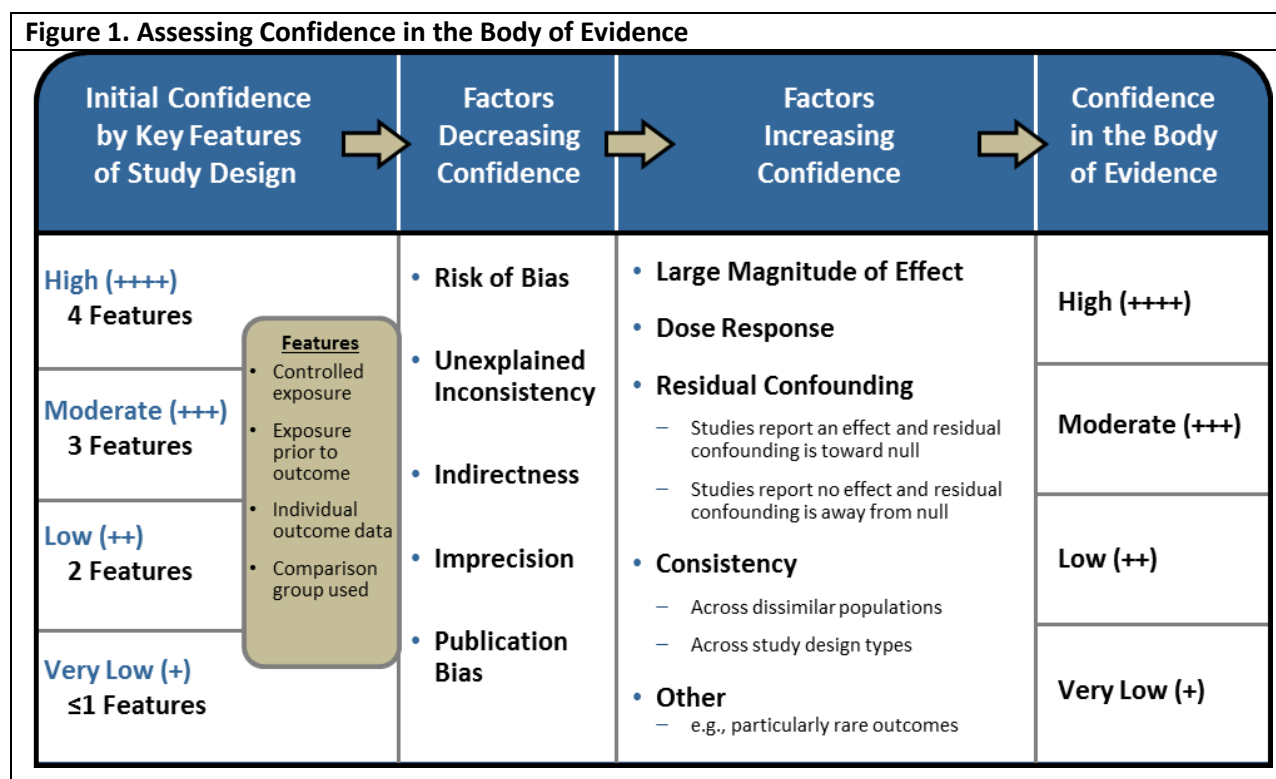 Figure 1. Assessing Confidence in the Body of Evidence
Initial Confidence
by Key Features
of Study Design
Factors
Decreasing
Confidence
Factors
Increasing
Confidence
Confidence
in the Body
of Evidence
High (++++)
4 Features
Moderate (+++)
3 Features
Low (++)
2 Features
Very Low (+)
≤1 Features
Features
• Controlled
exposure
• Exposure
prior to
outcome
• Individual
outcome data
• Comparison
group used
• Risk of Bias
• Unexplained
Inconsistency
• Indirectness
• Imprecision
• Publication
Bias
• Large Magnitude of Effect
• Dose Response
• Residual Confounding
– Studies report an effect and residual
confounding is toward null
– Studies report no effect and residual
confounding is away from null
• Consistency
– Across dissimilar populations
– Across study design types
• Other
– e.g., particularly rare outcomes
High (++++)
Moderate (+++)
Low (++)
Very Low (+)